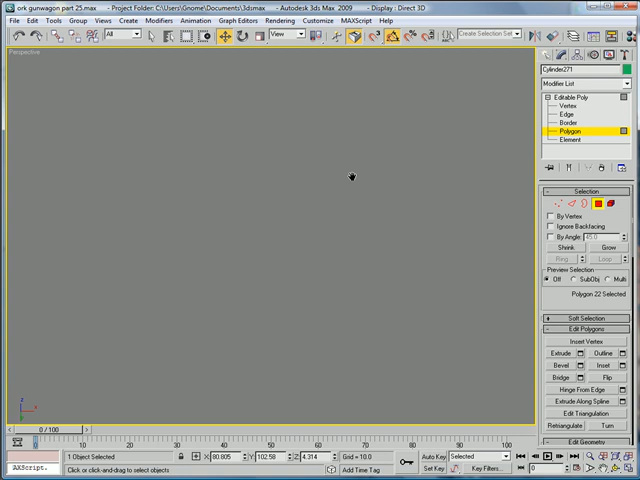 ork gunwagon part 25.max - Project Folder: C:\Users\Gnome\Documents\3dsmax - Autodesk 3ds Max 2009 - Display : Direct 3D
File Edit Tools Group Views Create Modifiers Animation Graph Editors Rendering Customize MAXScript Help
All View Create Selection Set
Perspective
Cylinder271
Modifier List
Editable Poly
Vertex
Edge
Border
Polygon
Element
Selection
By Vertex
Ignore Backfacing
By Angle: 45.0
Shrink Grow
Ring Loop
Preview Selection
Off SubObj Multi
Polygon 22 Selected
Soft Selection
Edit Polygons
Insert Vertex
Extrude Outline
Bevel Inset
Bridge Flip
Hinge From Edge
Extrude Along Spline
Edit Triangulation
Retriangulate Turn
Edit Geometry
z x
0 / 100
0 10 20 30 40 50 60 70 80 90 100
1 Object Selected X: 80.805 Y: 102.58 Z: 4.314 Grid = 10.0 Auto Key Selected
AXScript. Click or click-and-drag to select objects Add Time Tag Set Key Key Filters... 0